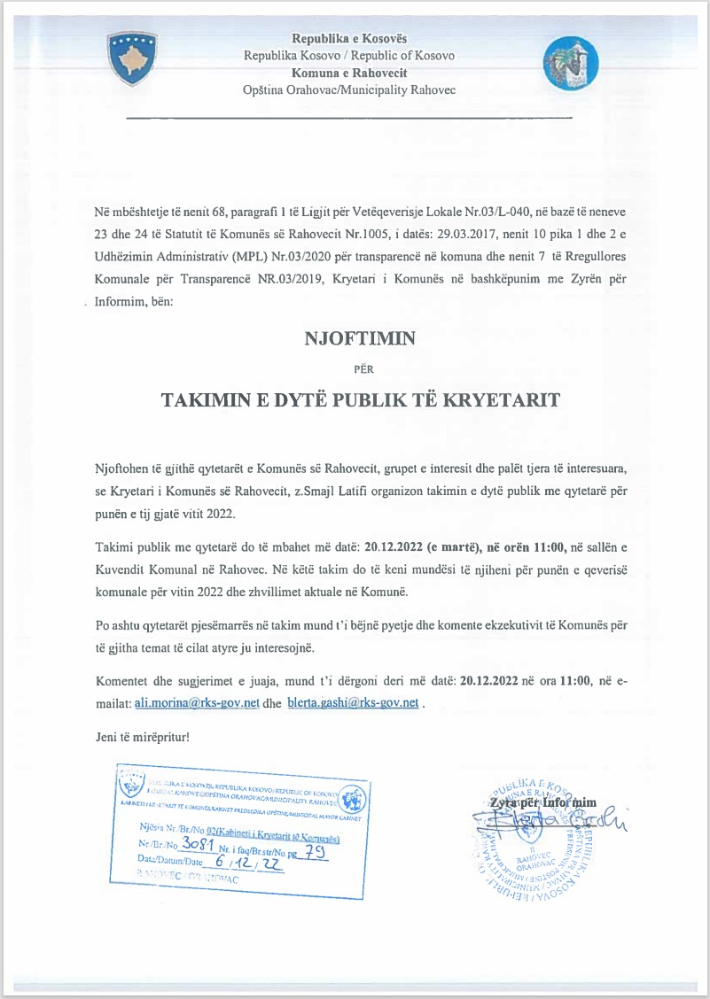 Republika e Kosovës
Republika Kosovo / Republic of Kosovo
Komuna e Rahovecit
Opština Orahovac/Municipality Rahovec
Në mbështetje të nenit 68, paragrafi 1 të Ligjit për Vetëqeverisje Lokale Nr.03/L-040, në bazë të neneve
23 dhe 24 të Statutit të Komunës së Rahovecit Nr.1005, i datës: 29.03.2017, nenit 10 pika 1 dhe 2 e
Udhëzimin Administrativ (MPL) Nr.03/2020 për transparencë në komuna dhe nenit 7 të Rregullores
Komunale për Transparencë NR.03/2019, Kryetari i Komunës në bashkëpunim me Zyrën për
Informim, bën:
NJOFTIMIN
PËR
TAKIMIN E DYTË PUBLIK TË KRYETARIT
Njoftohen të gjithë qytetarët e Komunës së Rahovecit, grupet e interesit dhe palët tjera të interesuara,
se Kryetari i Komunës së Rahovecit, z.Smajl Latifi organizon takimin e dytë publik me qytetarë për
punën e tij gjatë vitit 2022.
Takimi publik me qytetarë do të mbahet më datë: 20.12.2022 (e martë), në orën 11:00, në sallën e
Kuvendit Komunal në Rahovec. Në këtë takim do të keni mundësi të njiheni për punën e qeverisë
komunale për vitin 2022 dhe zhvillimet aktuale në Komunë.
Po ashtu qytetarët pjesëmarrës në takim mund t’i bëjnë pyetje dhe komente ekzekutivit të Komunës për
të gjitha temat të cilat atyre ju interesojnë.
Komentet dhe sugjerimet e juaja, mund t’i dërgoni deri më datë: 20.12.2022 në ora 11:00, në e-
mailat: ali.morina@rks-gov.net dhe blerta.gashi@rks-gov.net .
Jeni të mirëpritur!
REPUBLIKA E KOSOVËS, REPUBLIKA KOSOVO/REPUBLIC OF KOSOVO
KOMUNA RAHOVEC/OPŠTINA ORAHOVAC/MUNICIPALITY RAHOVEC
KABINETI I KRYETARIT TË KOMUNËS/KABINET PREDSEDIKA OPŠTINE/MUNICIPAL MAYOR CABINET
Njësia Nr./Br./No 02(Kabineti i Kryetarit të Komunës)
Nr./Br./No 3081 Nr. i faq/Br.str/No.pg 79
Data/Datum/Date 6/12/22
RAHOVEC / ORAHOVAC
Zyra për Informim
Blerta Gashi
II
RAHOVEC
ORAHOVAC